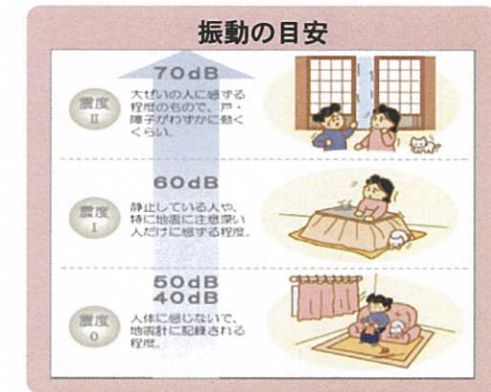 振動の目安
70dB
震度
II
大ぜいの人に感ずる
程度のもので、戸・
障子がわずかに動く
くらい。
60dB
震度
I
静止している人や、
特に地震に注意深い
人だけに感ずる程度。
50dB
40dB
震度
0
人体に感じないで、
地震計に記録される
程度。